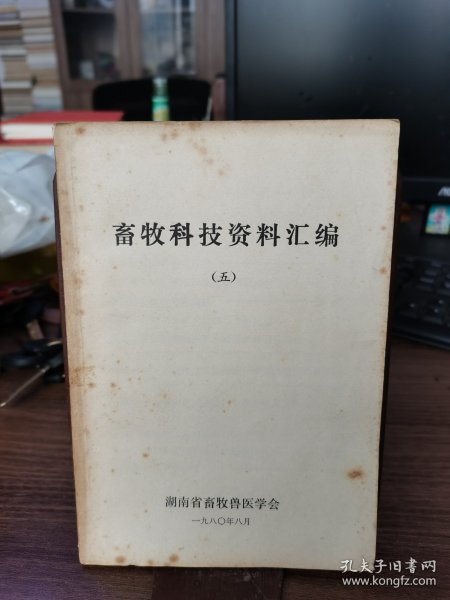 畜牧科技资料汇编
(五)
湖南省畜牧兽医学会
一九八〇年八月
孔夫子旧书网
www.kongfz.com